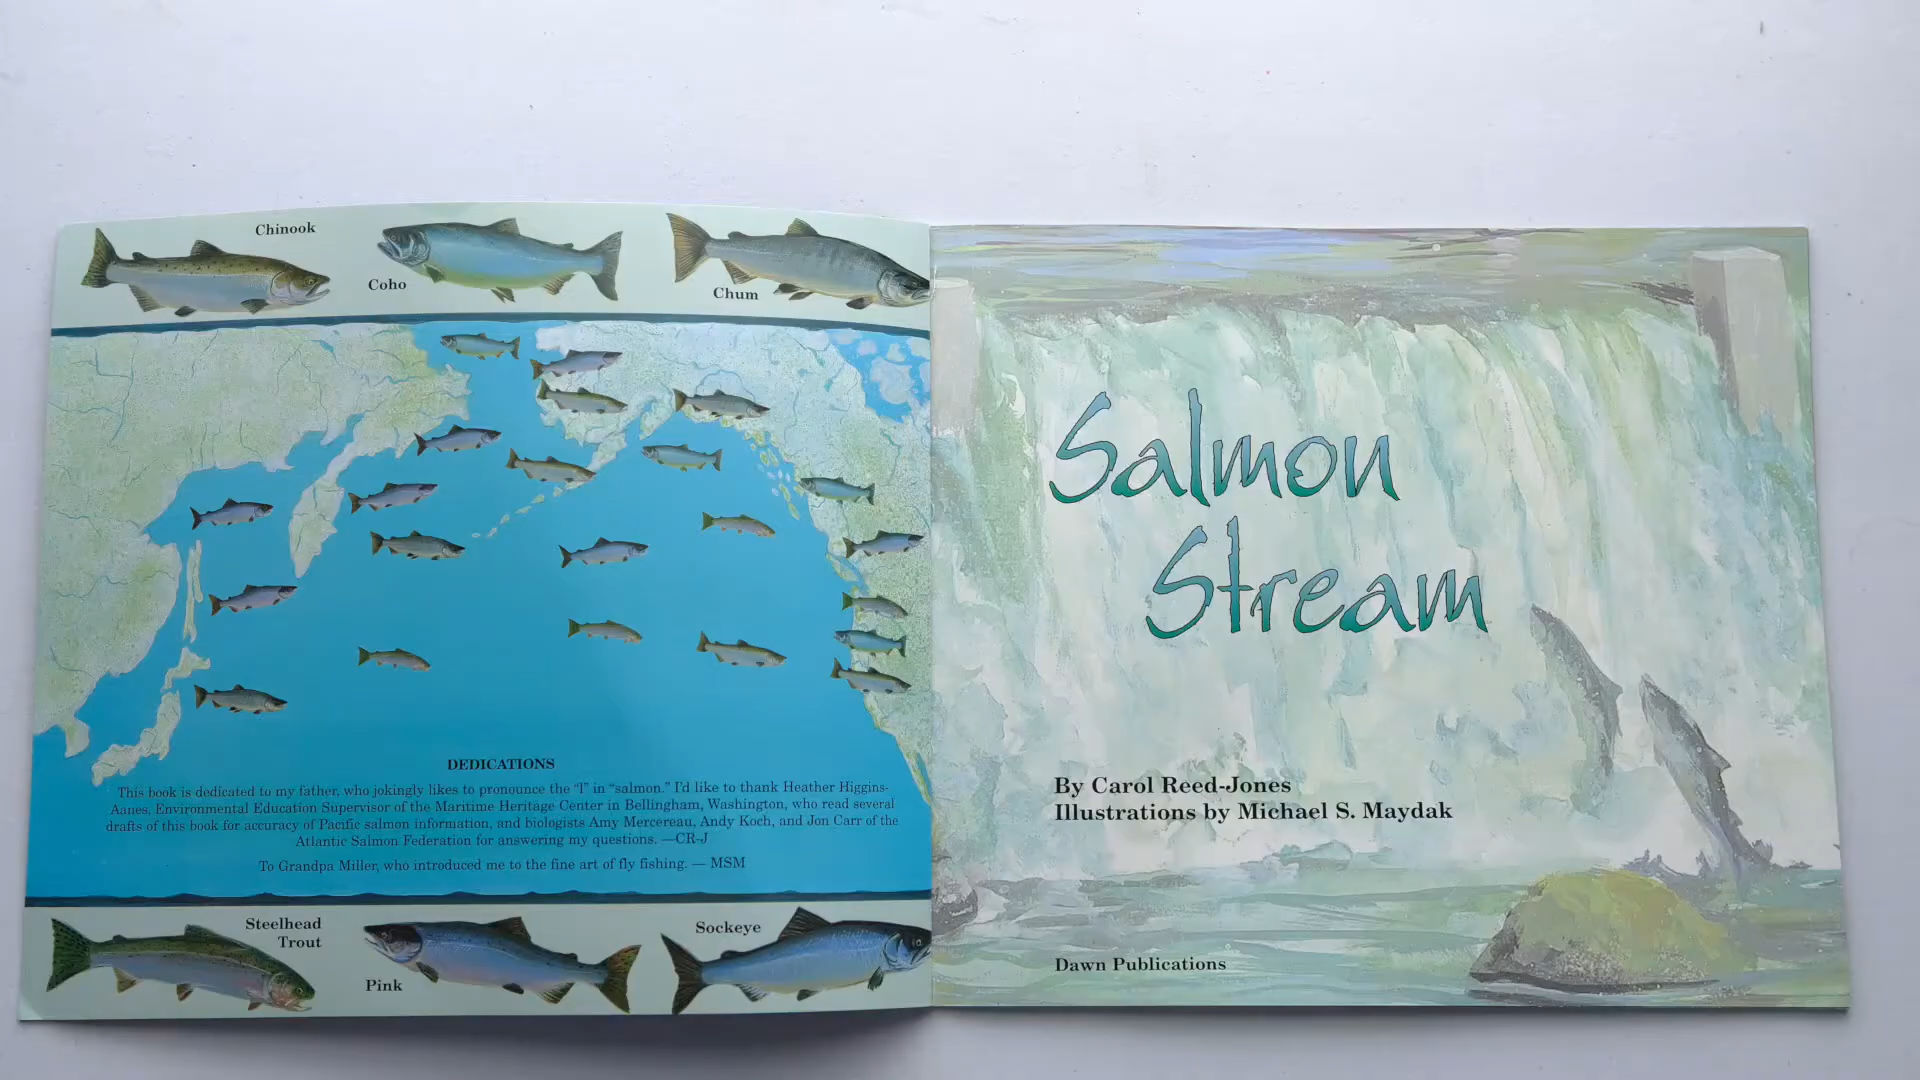 Chinook
Coho
Chum
DEDICATIONS
This book is dedicated to my father, who jokingly likes to pronounce the "l" in "salmon." I'd like to thank Heather Higgins-
Aanes, Environmental Education Supervisor of the Maritime Heritage Center in Bellingham, Washington, who read several
drafts of this book for accuracy of Pacific salmon information, and biologists Amy Mercereau, Andy Koch, and Jon Carr of the
Atlantic Salmon Federation for answering my questions. —CR-J
To Grandpa Miller, who introduced me to the fine art of fly fishing. — MSM
Steelhead
Trout
Pink
Sockeye
Salmon
Stream
By Carol Reed-Jones
Illustrations by Michael S. Maydak
Dawn Publications